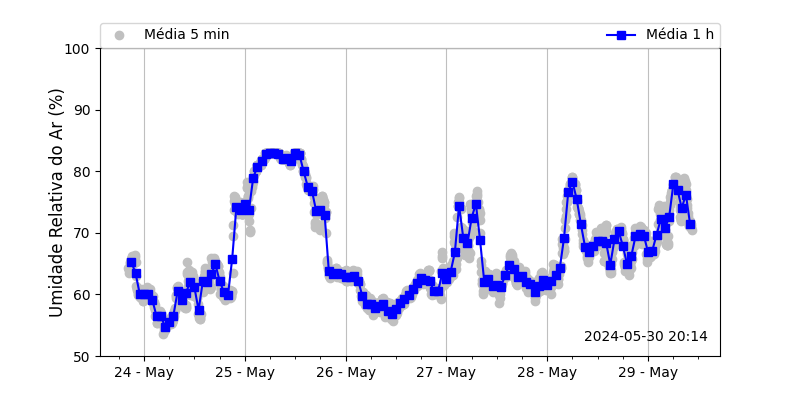 Média 5 min
Média 1 h
Umidade Relativa do Ar (%)
100
90
80
70
60
50
2024-05-30 20:14
24 - May
25 - May
26 - May
27 - May
28 - May
29 - May